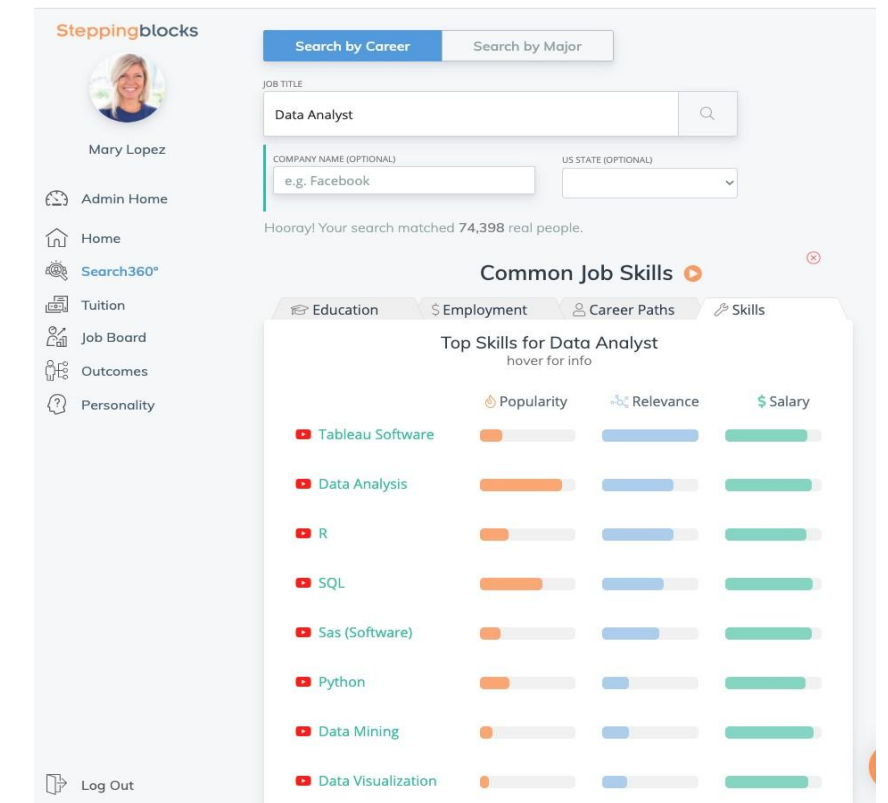 Steppingblocks
Mary Lopez
Admin Home
Home
Search360°
Tuition
Job Board
Outcomes
Personality
Log Out
Search by Career Search by Major
JOB TITLE
Data Analyst
COMPANY NAME (OPTIONAL) US STATE (OPTIONAL)
e.g. Facebook
Hooray! Your search matched 74,398 real people.
Common Job Skills
Education $ Employment Career Paths Skills
Top Skills for Data Analyst
hover for info
Popularity Relevance $ Salary
Tableau Software
Data Analysis
R
SQL
Sas (Software)
Python
Data Mining
Data Visualization